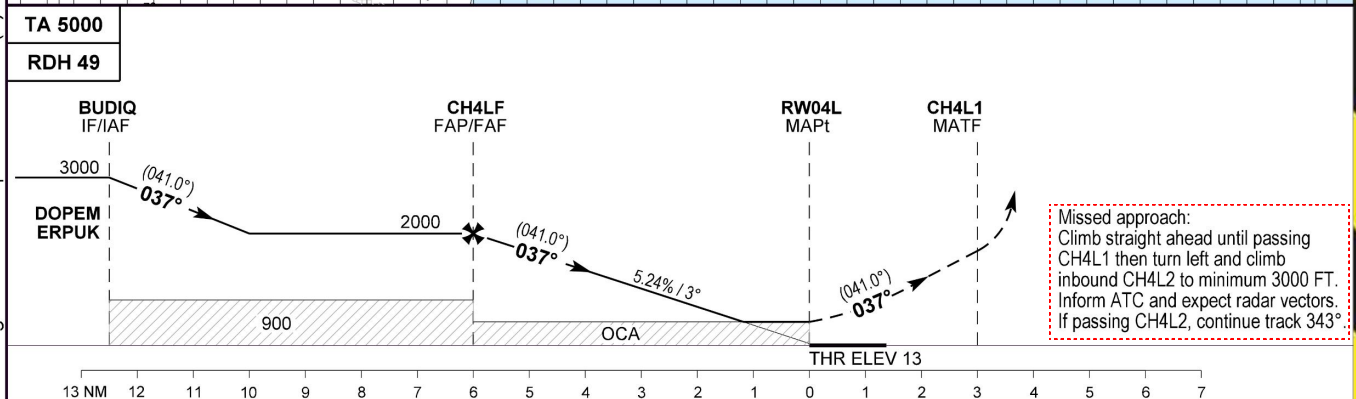 TA 5000
RDH 49
BUDIQ
IF/IAF
CH4LF
FAP/FAF
RW04L
MAPt
CH4L1
MATF
3000
(041.0°)
037°
DOPEM
ERPUK
2000
(041.0°)
037°
5.24% / 3°
(041.0°)
037°
900
OCA
THR ELEV 13
Missed approach:
Climb straight ahead until passing
CH4L1 then turn left and climb
inbound CH4L2 to minimum 3000 FT.
Inform ATC and expect radar vectors.
If passing CH4L2, continue track 343°.
13 NM 12 11 10 9 8 7 6 5 4 3 2 1 0 1 2 3 4 5 6 7